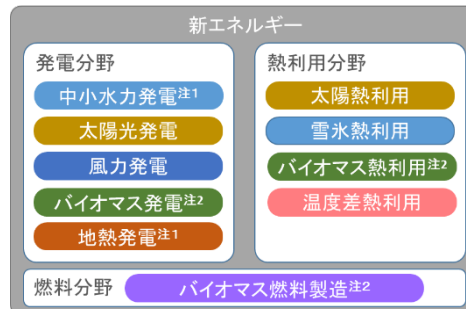 新エネルギー
発電分野
中小水力発電注1
太陽光発電
風力発電
バイオマス発電注2
地熱発電注1
熱利用分野
太陽熱利用
雪氷熱利用
バイオマス熱利用注2
温度差熱利用
燃料分野
バイオマス燃料製造注2